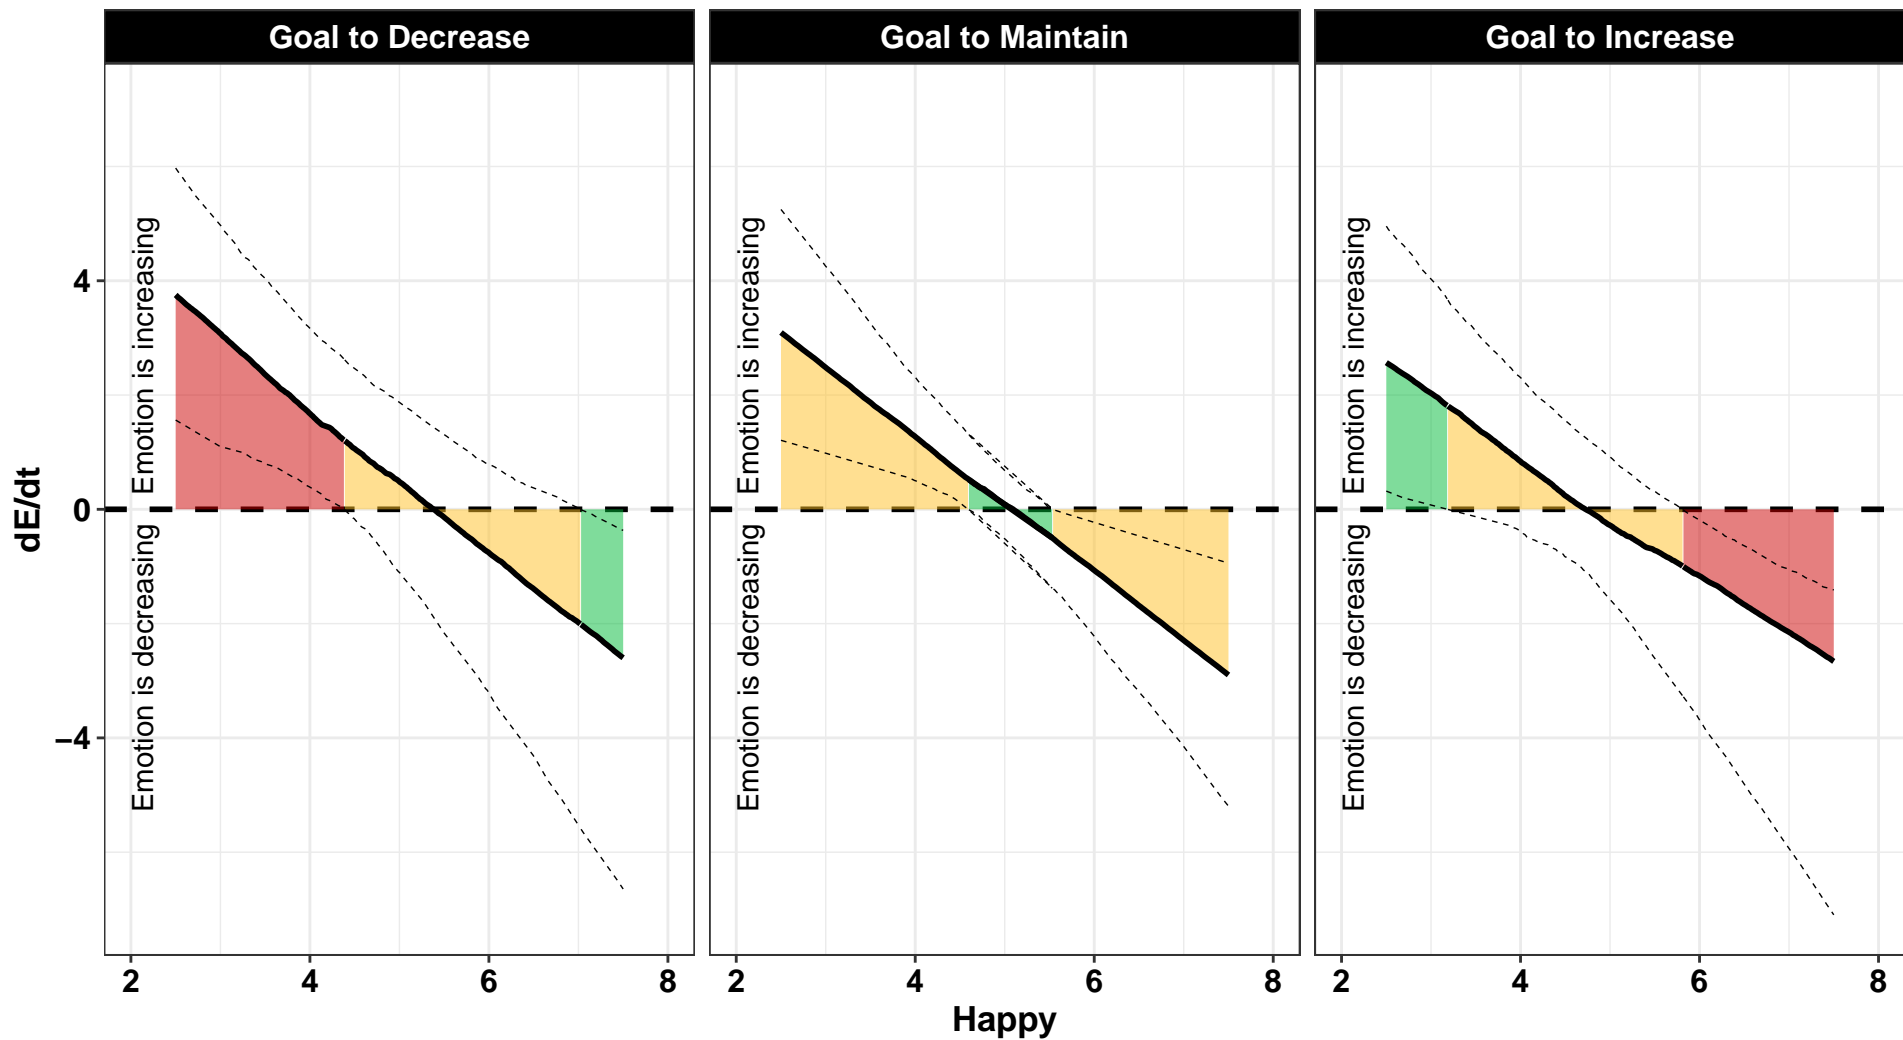 Goal to Decrease
Goal to Maintain
Goal to Increase
dE/dt
4
0
−4
Emotion is increasing
Emotion is decreasing
Emotion is increasing
Emotion is decreasing
Emotion is increasing
Emotion is decreasing
2 4 6 8
2 4 6 8
2 4 6 8
Happy